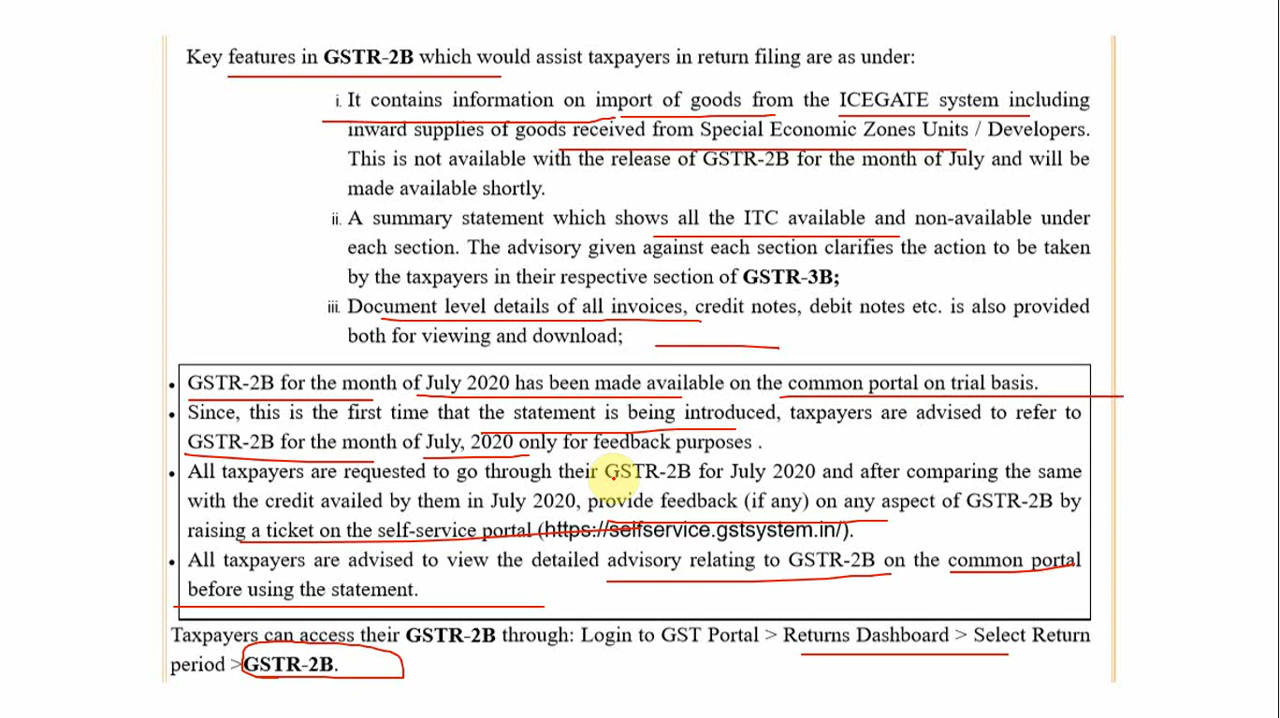 Key features in GSTR-2B which would assist taxpayers in return filing are as under:
i. It contains information on import of goods from the ICEGATE system including
inward supplies of goods received from Special Economic Zones Units / Developers.
This is not available with the release of GSTR-2B for the month of July and will be
made available shortly.
ii. A summary statement which shows all the ITC available and non-available under
each section. The advisory given against each section clarifies the action to be taken
by the taxpayers in their respective section of GSTR-3B;
iii. Document level details of all invoices, credit notes, debit notes etc. is also provided
both for viewing and download;
• GSTR-2B for the month of July 2020 has been made available on the common portal on trial basis.
• Since, this is the first time that the statement is being introduced, taxpayers are advised to refer to
GSTR-2B for the month of July, 2020 only for feedback purposes .
• All taxpayers are requested to go through their GSTR-2B for July 2020 and after comparing the same
with the credit availed by them in July 2020, provide feedback (if any) on any aspect of GSTR-2B by
raising a ticket on the self-service portal (https://selfservice.gstsystem.in/).
• All taxpayers are advised to view the detailed advisory relating to GSTR-2B on the common portal
before using the statement.
Taxpayers can access their GSTR-2B through: Login to GST Portal > Returns Dashboard > Select Return
period >GSTR-2B.